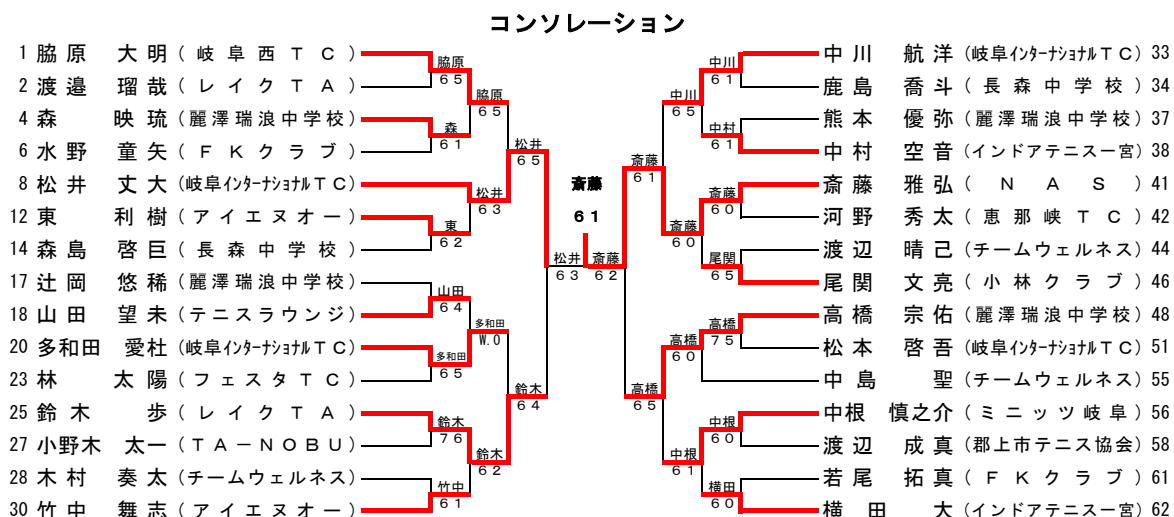 コンソレーション
1 脇原 大明 (岐阜西TC)
2 渡邉 瑠哉 (レイクTA)
4 森 映琉 (麗澤瑞浪中学校)
6 水野 童矢 (FKクラブ)
8 松井 丈大 (岐阜インターナショナルTC)
12 東 利樹 (アイエヌオー)
14 森島 啓巨 (長森中学校)
17 辻岡 悠稀 (麗澤瑞浪中学校)
18 山田 望未 (テニスラウンジ)
20 多和田 愛杜 (岐阜インターナショナルTC)
23 林 太陽 (フェスタTC)
25 鈴木 歩 (レイクTA)
27 小野木 太一 (TA-NOBU)
28 木村 奏太 (チームウェルネス)
30 竹中 舞志 (アイエヌオー)
脇原
65
森
61
東
62
山田
64
多和田
65
鈴木
76
竹中
61
脇原
65
松井
63
多和田
W.O
鈴木
62
松井
65
鈴木
64
松井
63
斎藤
61
斎藤
62
斎藤
61
高橋
65
中川
65
斎藤
60
高橋
60
中根
61
中川
61
中村
61
斎藤
60
尾関
65
高橋
75
中根
60
横田
60
中川 航洋 (岐阜インターナショナルTC) 33
鹿島 喬斗 (長森中学校) 34
熊本 優弥 (麗澤瑞浪中学校) 37
中村 空音 (インドアテニス一宮) 38
斎藤 雅弘 (NAS) 41
河野 秀太 (恵那峡TC) 42
渡辺 晴己 (チームウェルネス) 44
尾関 文亮 (小林クラブ) 46
高橋 宗佑 (麗澤瑞浪中学校) 48
松本 啓吾 (岐阜インターナショナルTC) 51
中島 聖 (チームウェルネス) 55
中根 慎之介 (ミニッツ岐阜) 56
渡辺 成真 (郡上市テニス協会) 58
若尾 拓真 (FKクラブ) 61
横田 大 (インドアテニス一宮) 62